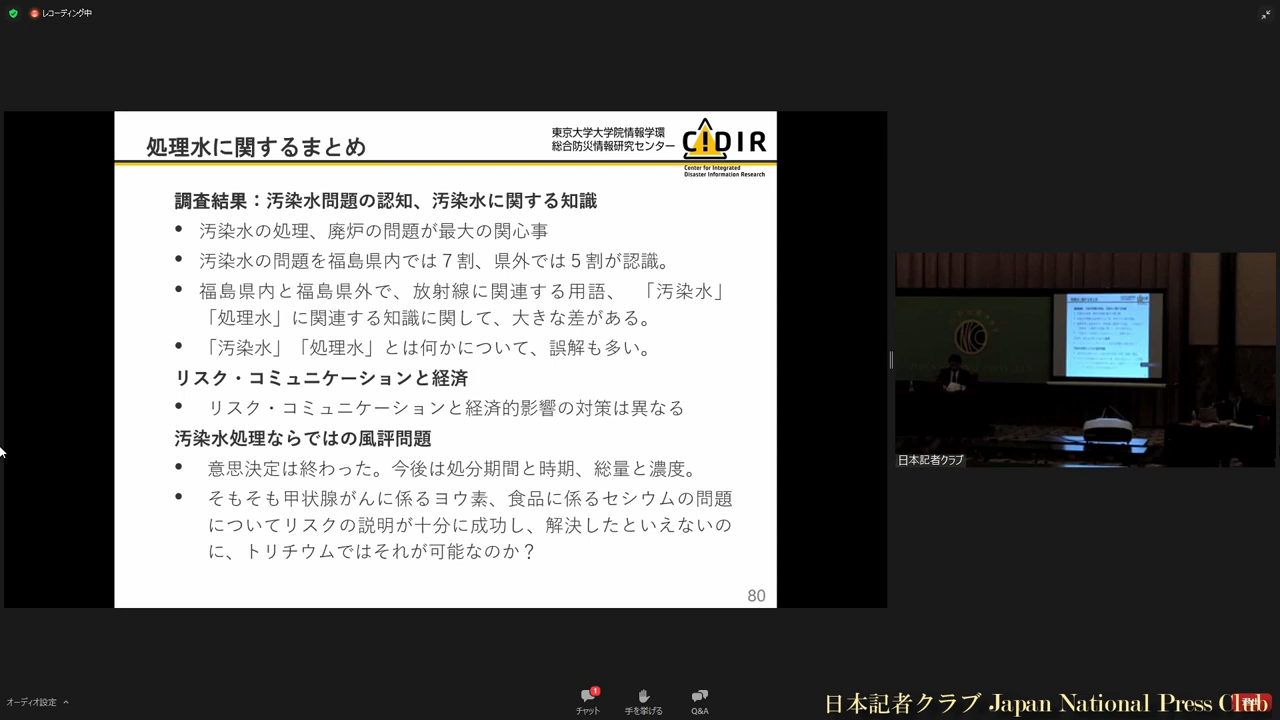 レコーディング中
処理水に関するまとめ
東京大学大学院情報学環
総合防災情報研究センター
C!DIR
Center for Integrated
Disaster Information Research
調査結果：汚染水問題の認知、汚染水に関する知識
• 汚染水の処理、廃炉の問題が最大の関心事
• 汚染水の問題を福島県内では７割、県外では５割が認識。
• 福島県内と福島県外で、放射線に関連する用語、 「汚染水」
「処理水」に関連する知識に関して、大きな差がある。
• 「汚染水」「処理水」とは何かについて、誤解も多い。
リスク・コミュニケーションと経済
• リスク・コミュニケーションと経済的影響の対策は異なる
汚染水処理ならではの風評問題
• 意思決定は終わった。今後は処分期間と時期、総量と濃度。
• そもそも甲状腺がんに係るヨウ素、食品に係るセシウムの問題
についてリスクの説明が十分に成功し、解決したといえないの
に、トリチウムではそれが可能なのか？
80
日本記者クラブ
オーディオ設定
1
チャット
手を挙げる
Q&A
日本記者クラブ Japan National Press Club